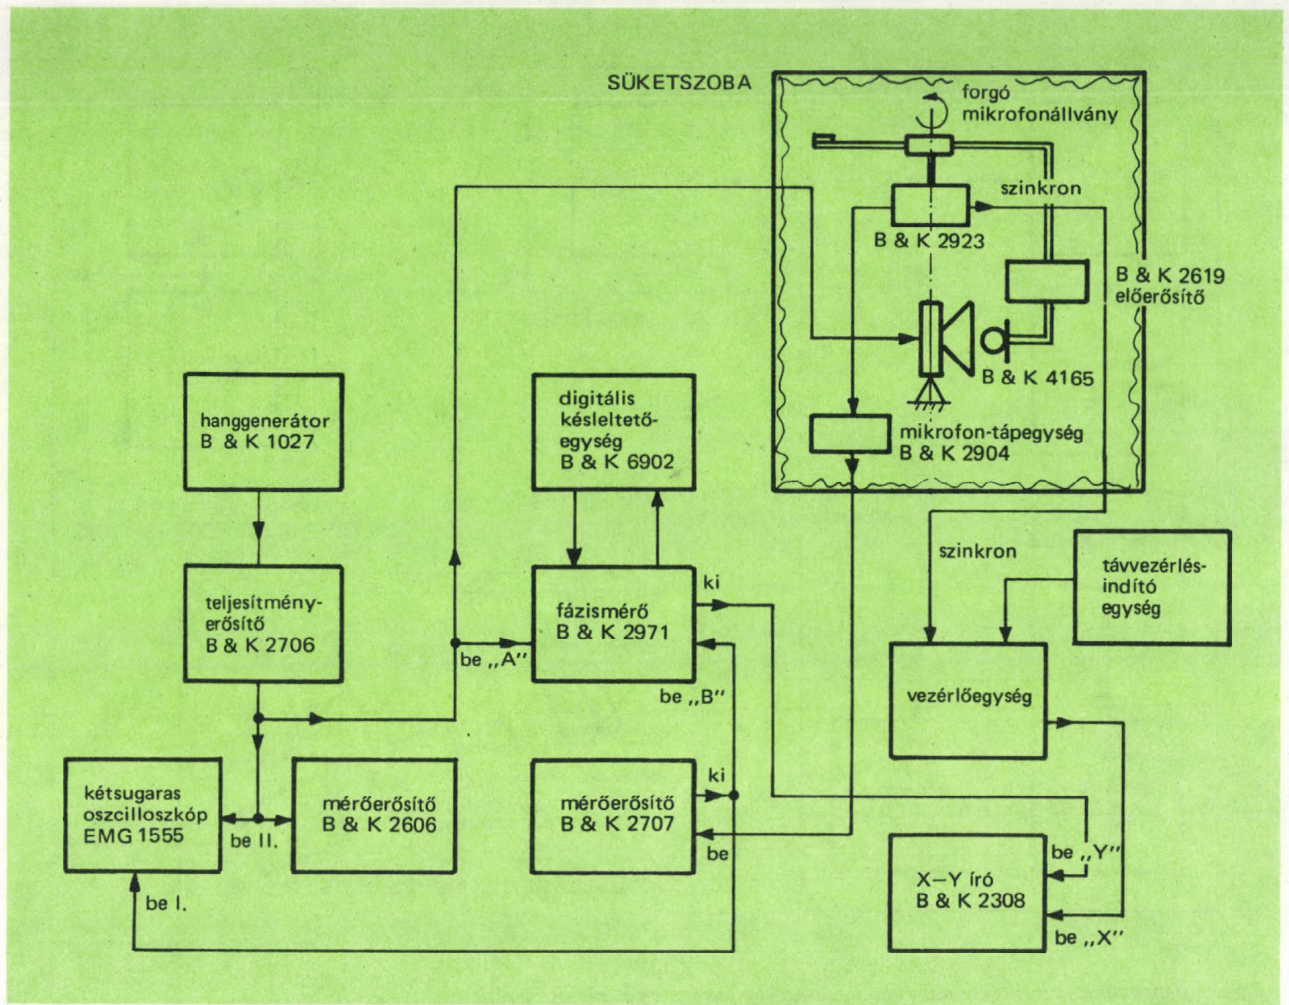 SÜKETSZOBA
forgó
mikrofonállvány
szinkron
B & K 2923
B & K 2619
előerősítő
B & K 4165
mikrofon-tápegység
B & K 2904
hanggenerátor
B & K 1027
digitális
késleltető-
egység
B & K 6902
szinkron
távvezérlés-
indító
egység
teljesítmény-
erősítő
B & K 2706
fázismérő
B & K 2971
ki
be „A"
be „B"
vezérlőegység
kétsugaras
oszcilloszkóp
EMG 1555
be II.
be I.
mérőerősítő
B & K 2606
mérőerősítő
B & K 2707
ki
be
X–Y író
B & K 2308
be „Y"
be „X"